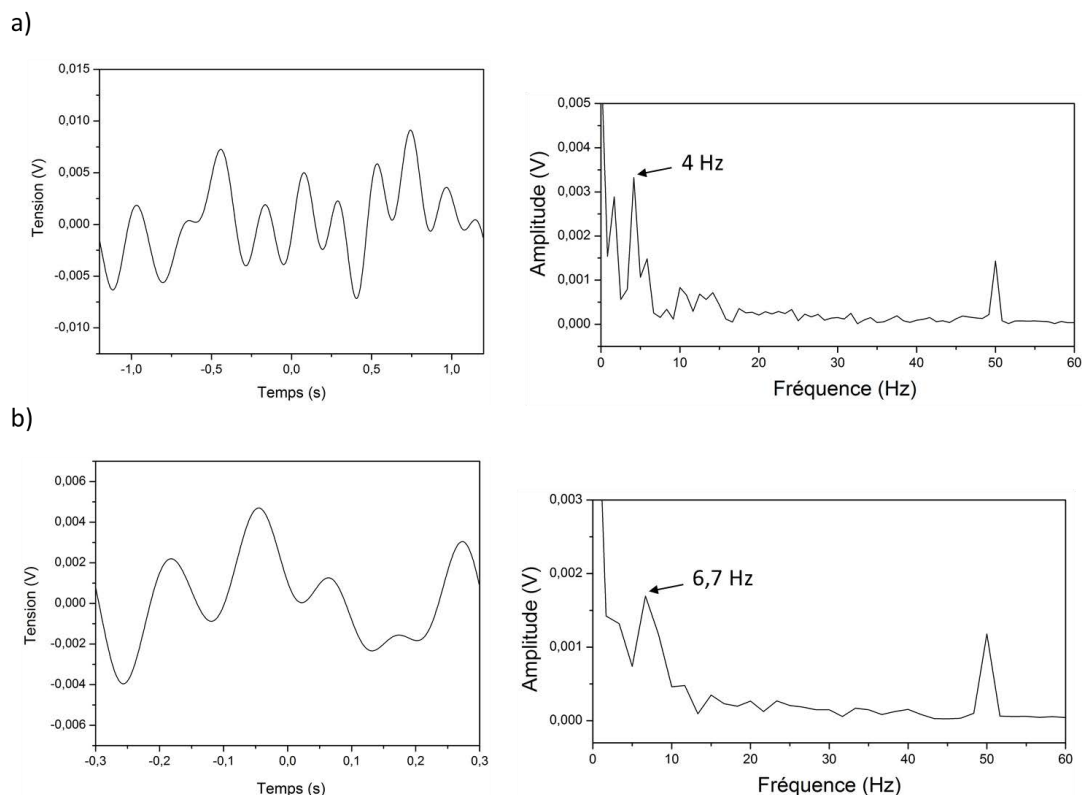 a)
0,015
0,010
0,005
0,000
-0,005
-0,010
Tension (V)
-1,0 -0,5 0,0 0,5 1,0
Temps (s)
0,005
0,004
0,003
0,002
0,001
0,000
Amplitude (V)
4 Hz
0 10 20 30 40 50 60
Fréquence (Hz)
b)
0,006
0,004
0,002
0,000
-0,002
-0,004
-0,006
Tension (V)
-0,3 -0,2 -0,1 0,0 0,1 0,2 0,3
Temps (s)
0,003
0,002
0,001
0,000
Amplitude (V)
6,7 Hz
0 10 20 30 40 50 60
Fréquence (Hz)